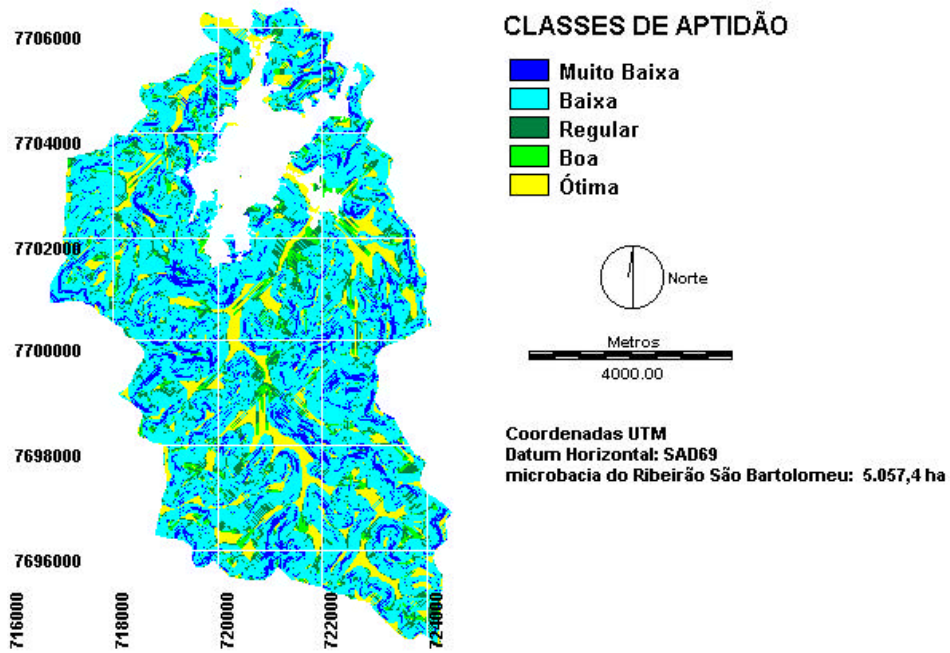 CLASSES DE APTIDÃO
Muito Baixa
Baixa
Regular
Boa
Ótima
Norte
Metros
4000.00
Coordenadas UTM
Datum Horizontal: SAD69
microbacia do Ribeirão São Bartolomeu: 5.057,4 ha
7706000
7704000
7702000
7700000
7698000
7696000
716000
718000
720000
722000
724000